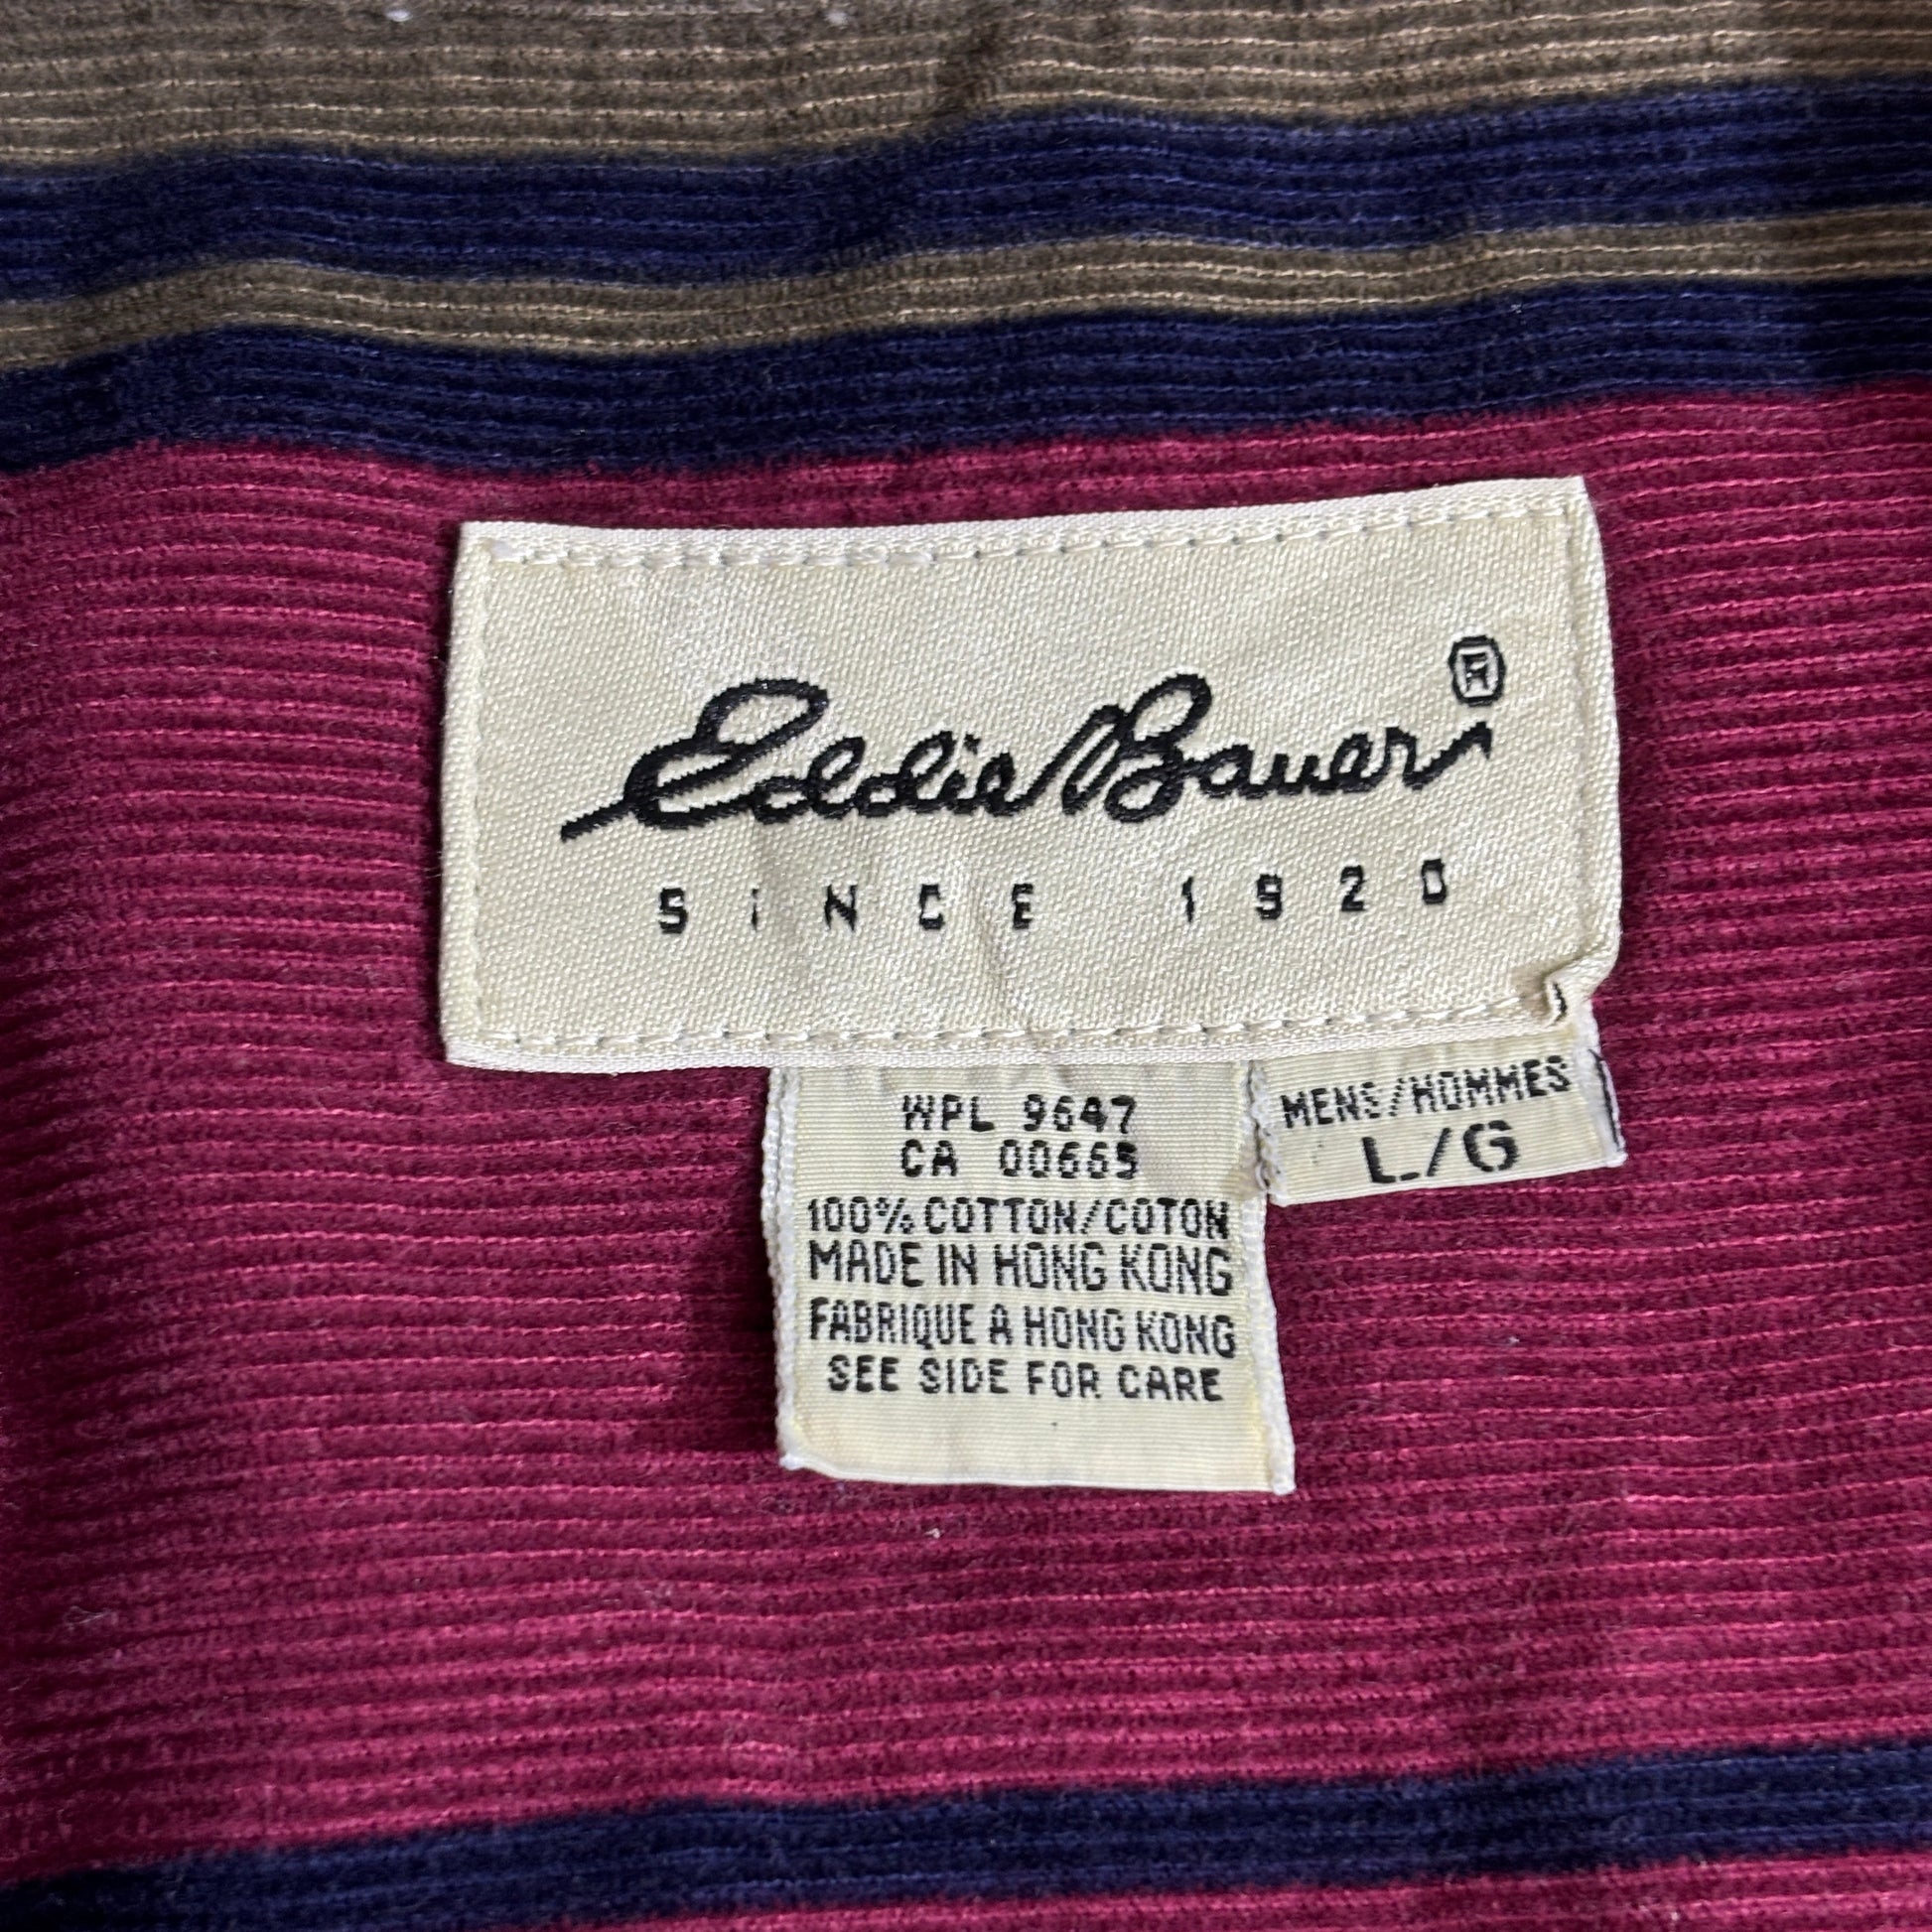 Eddie Bauer®
SINCE 1920
MENS/HOMMES
L/G
WPL 9647
CA 00665
100% COTTON/COTON
MADE IN HONG KONG
FABRIQUE A HONG KONG
SEE SIDE FOR CARE